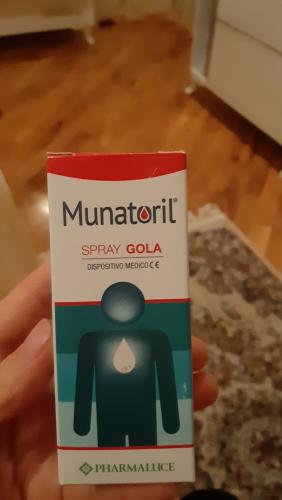 Munatoril®
SPRAY GOLA
DISPOSITIVO MEDICO CE
PHARMALUCE